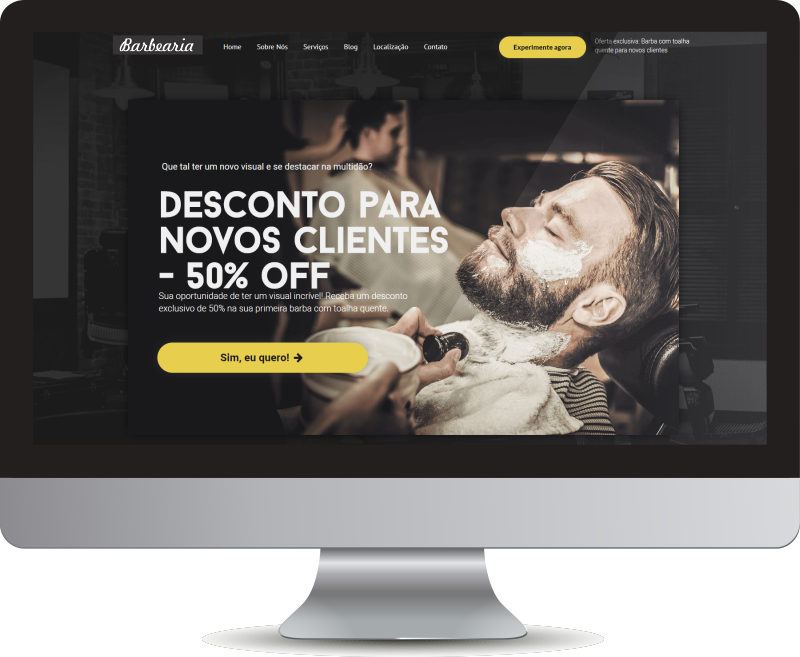 Barbearia
Home Sobre Nós Serviços Blog Localização Contato
Experimente agora
Oferta exclusiva: Barba com toalha
quente para novos clientes
Que tal ter um novo visual e se destacar na multidão?
DESCONTO PARA
NOVOS CLIENTES
- 50% OFF
Sua oportunidade de ter um visual incrível! Receba um desconto
exclusivo de 50% na sua primeira barba com toalha quente.
Sim, eu quero! →